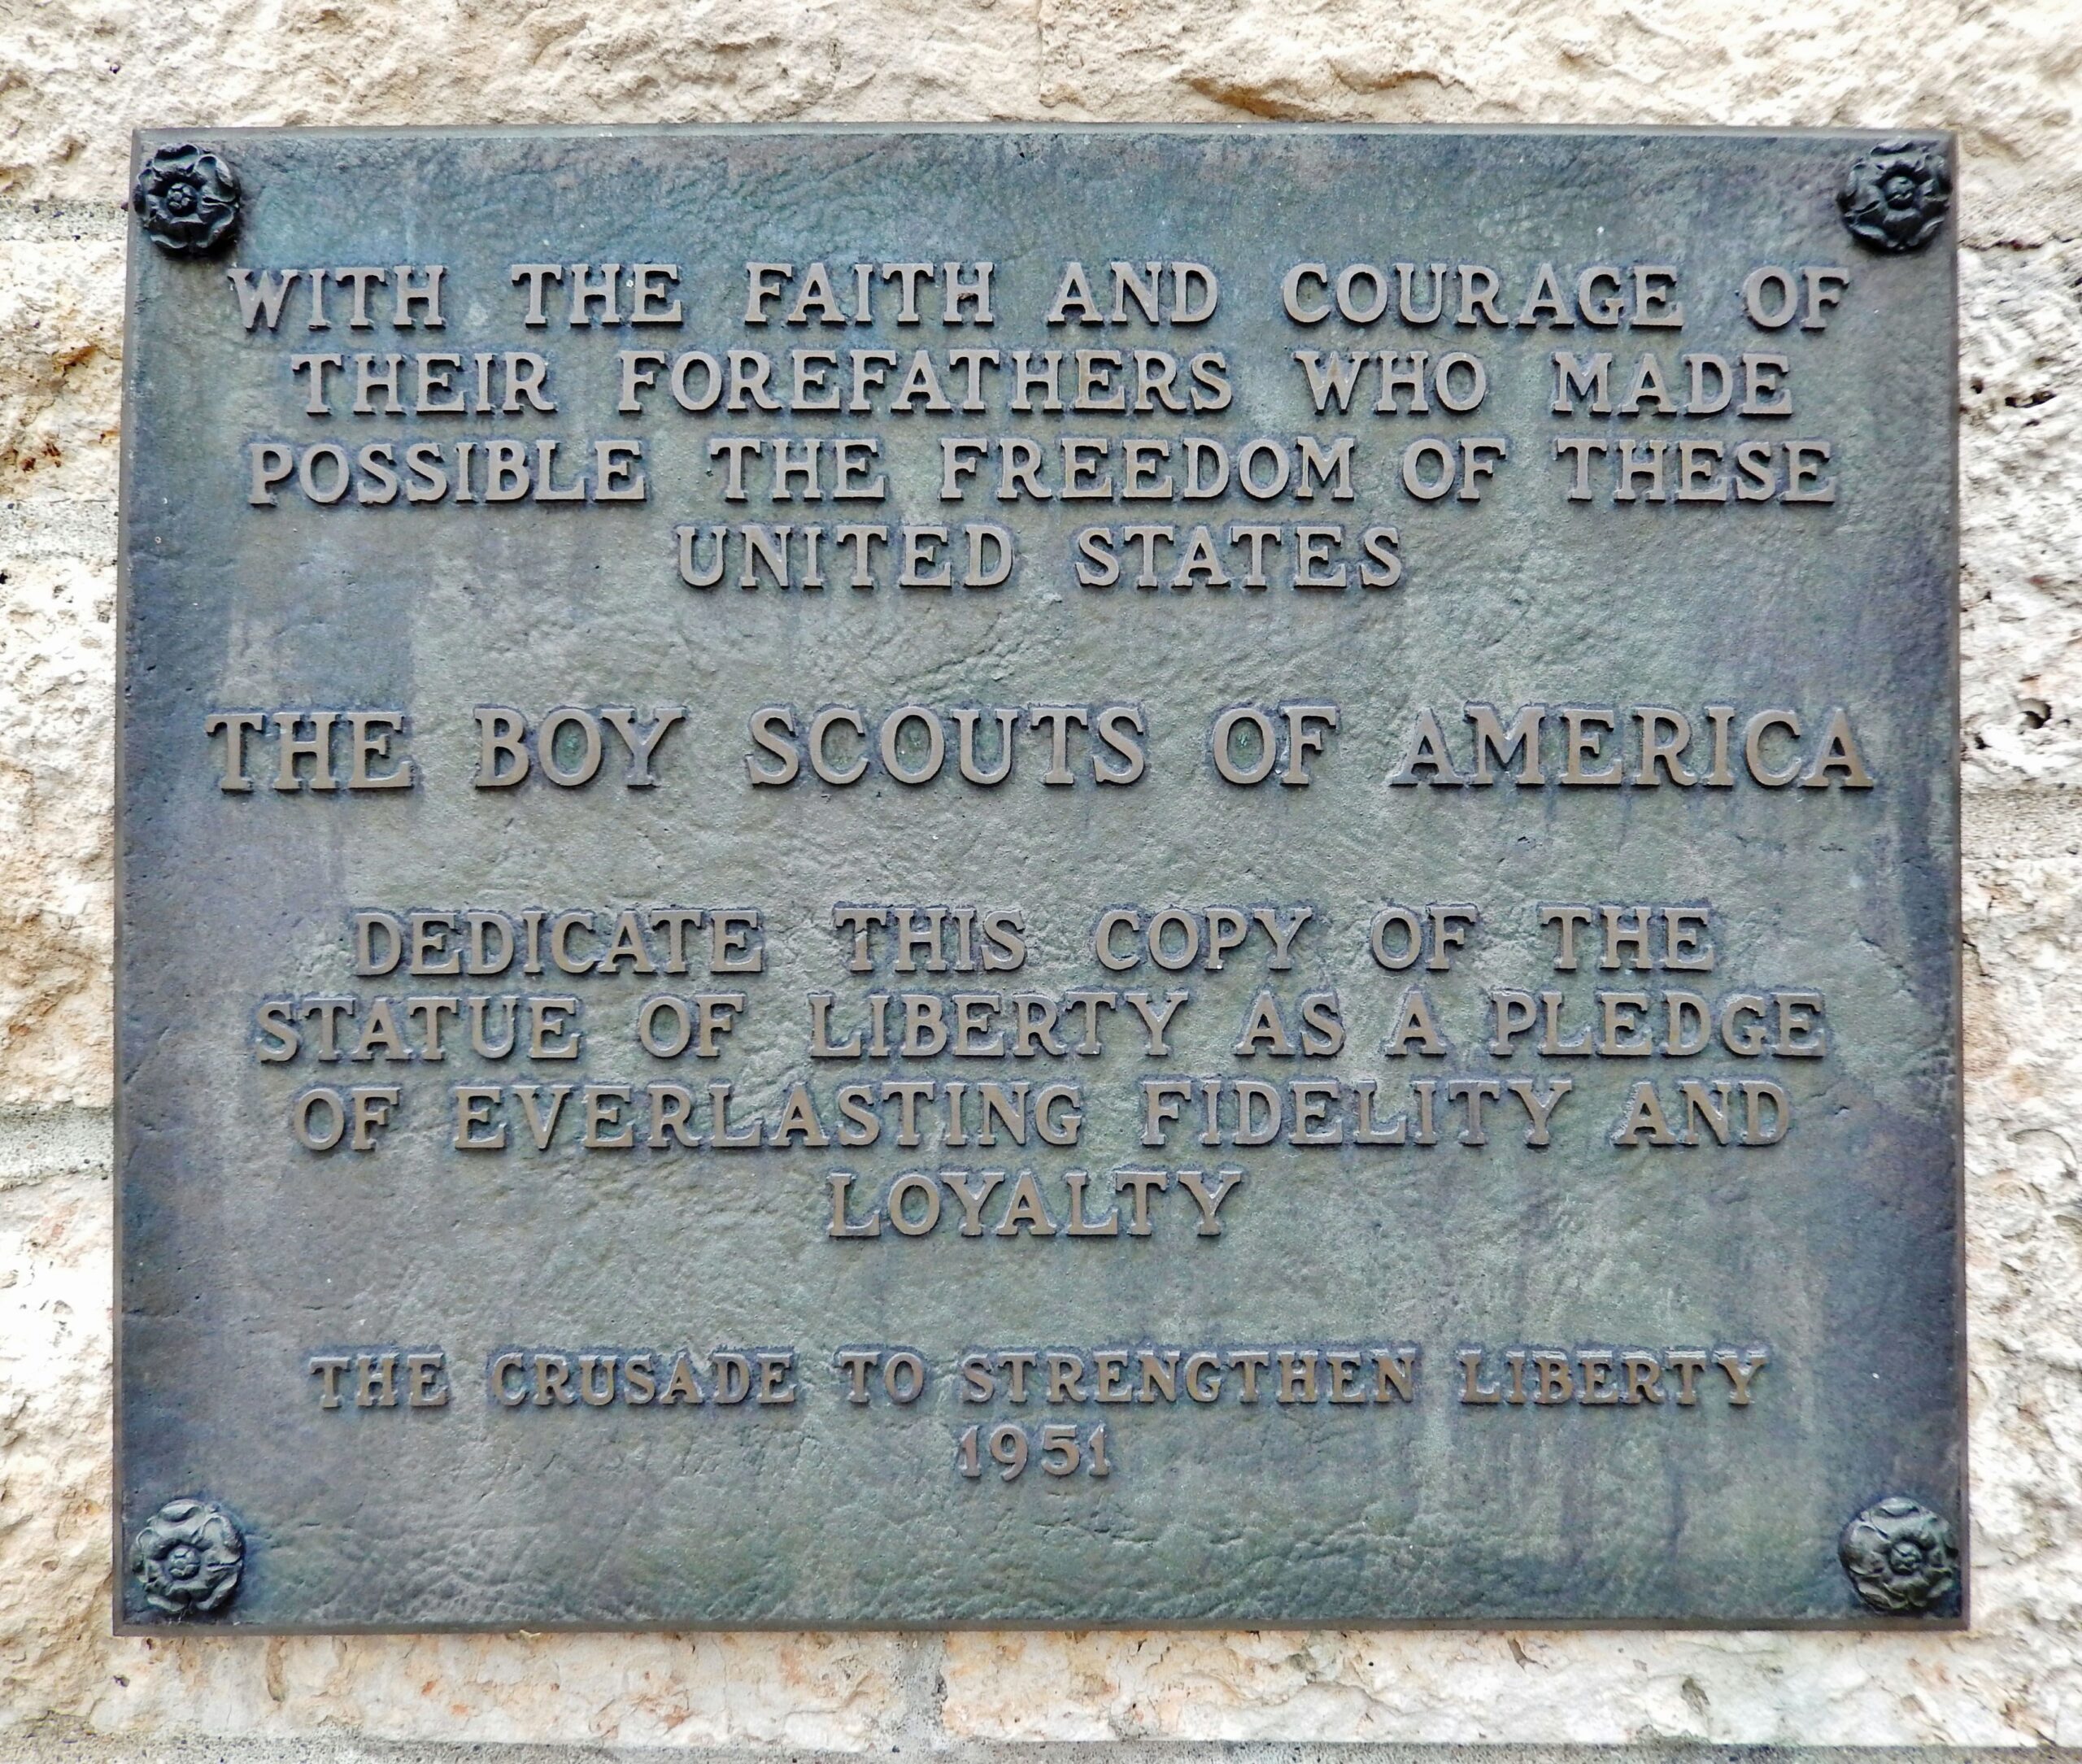 WITH THE FAITH AND COURAGE OF
THEIR FOREFATHERS WHO MADE
POSSIBLE THE FREEDOM OF THESE
UNITED STATES
THE BOY SCOUTS OF AMERICA
DEDICATE THIS COPY OF THE
STATUE OF LIBERTY AS A PLEDGE
OF EVERLASTING FIDELITY AND
LOYALTY
THE CRUSADE TO STRENGTHEN LIBERTY
1951